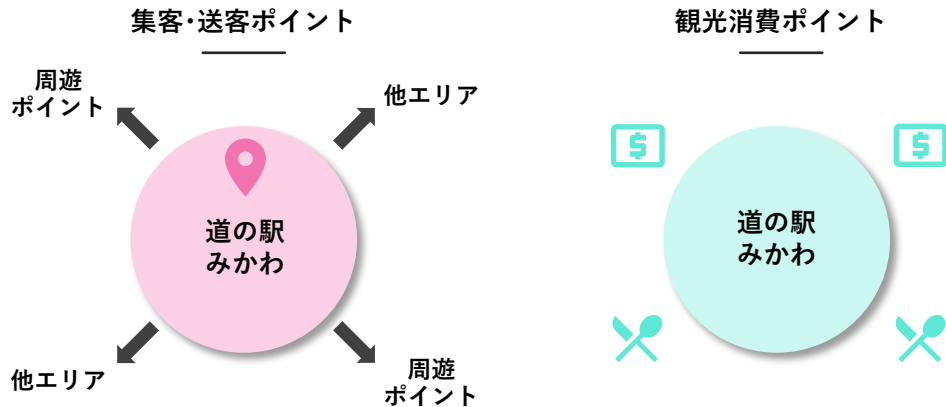 集客・送客ポイント
周遊
ポイント
他エリア
道の駅
みかわ
他エリア
周遊
ポイント
観光消費ポイント
$
$
道の駅
みかわ